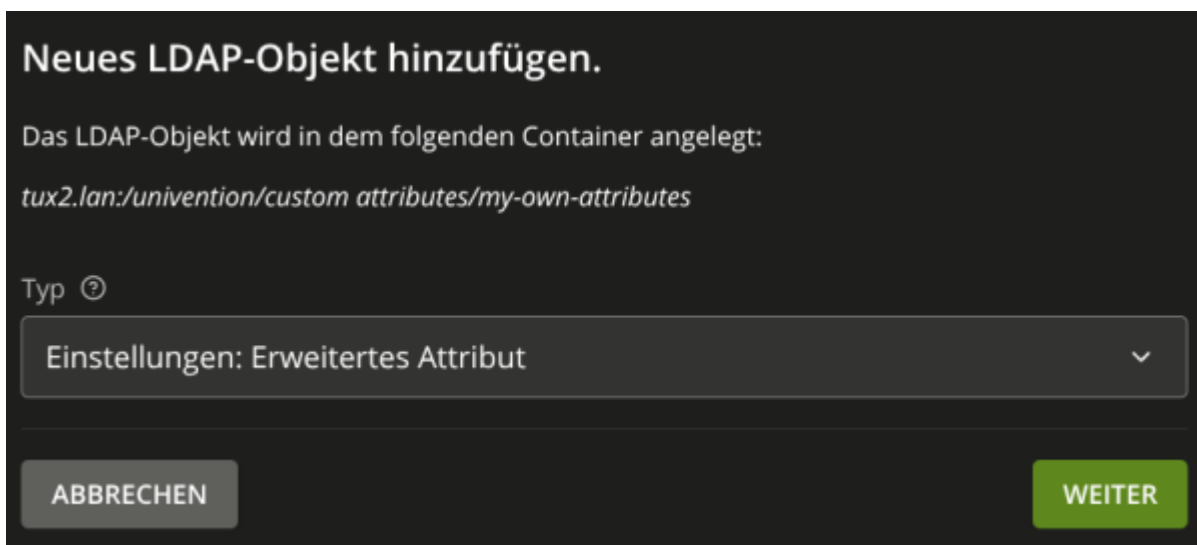 Neues LDAP-Objekt hinzufügen.
Das LDAP-Objekt wird in dem folgenden Container angelegt:
tux2.lan:/univention/custom attributes/my-own-attributes
Typ ?
Einstellungen: Erweitertes Attribut
ABBRECHEN
WEITER